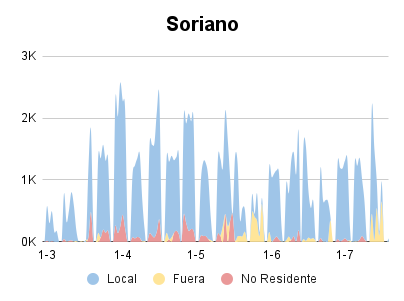 Soriano
3K
2K
1K
0K
1-3 1-4 1-5 1-6 1-7
Local Fuera No Residente